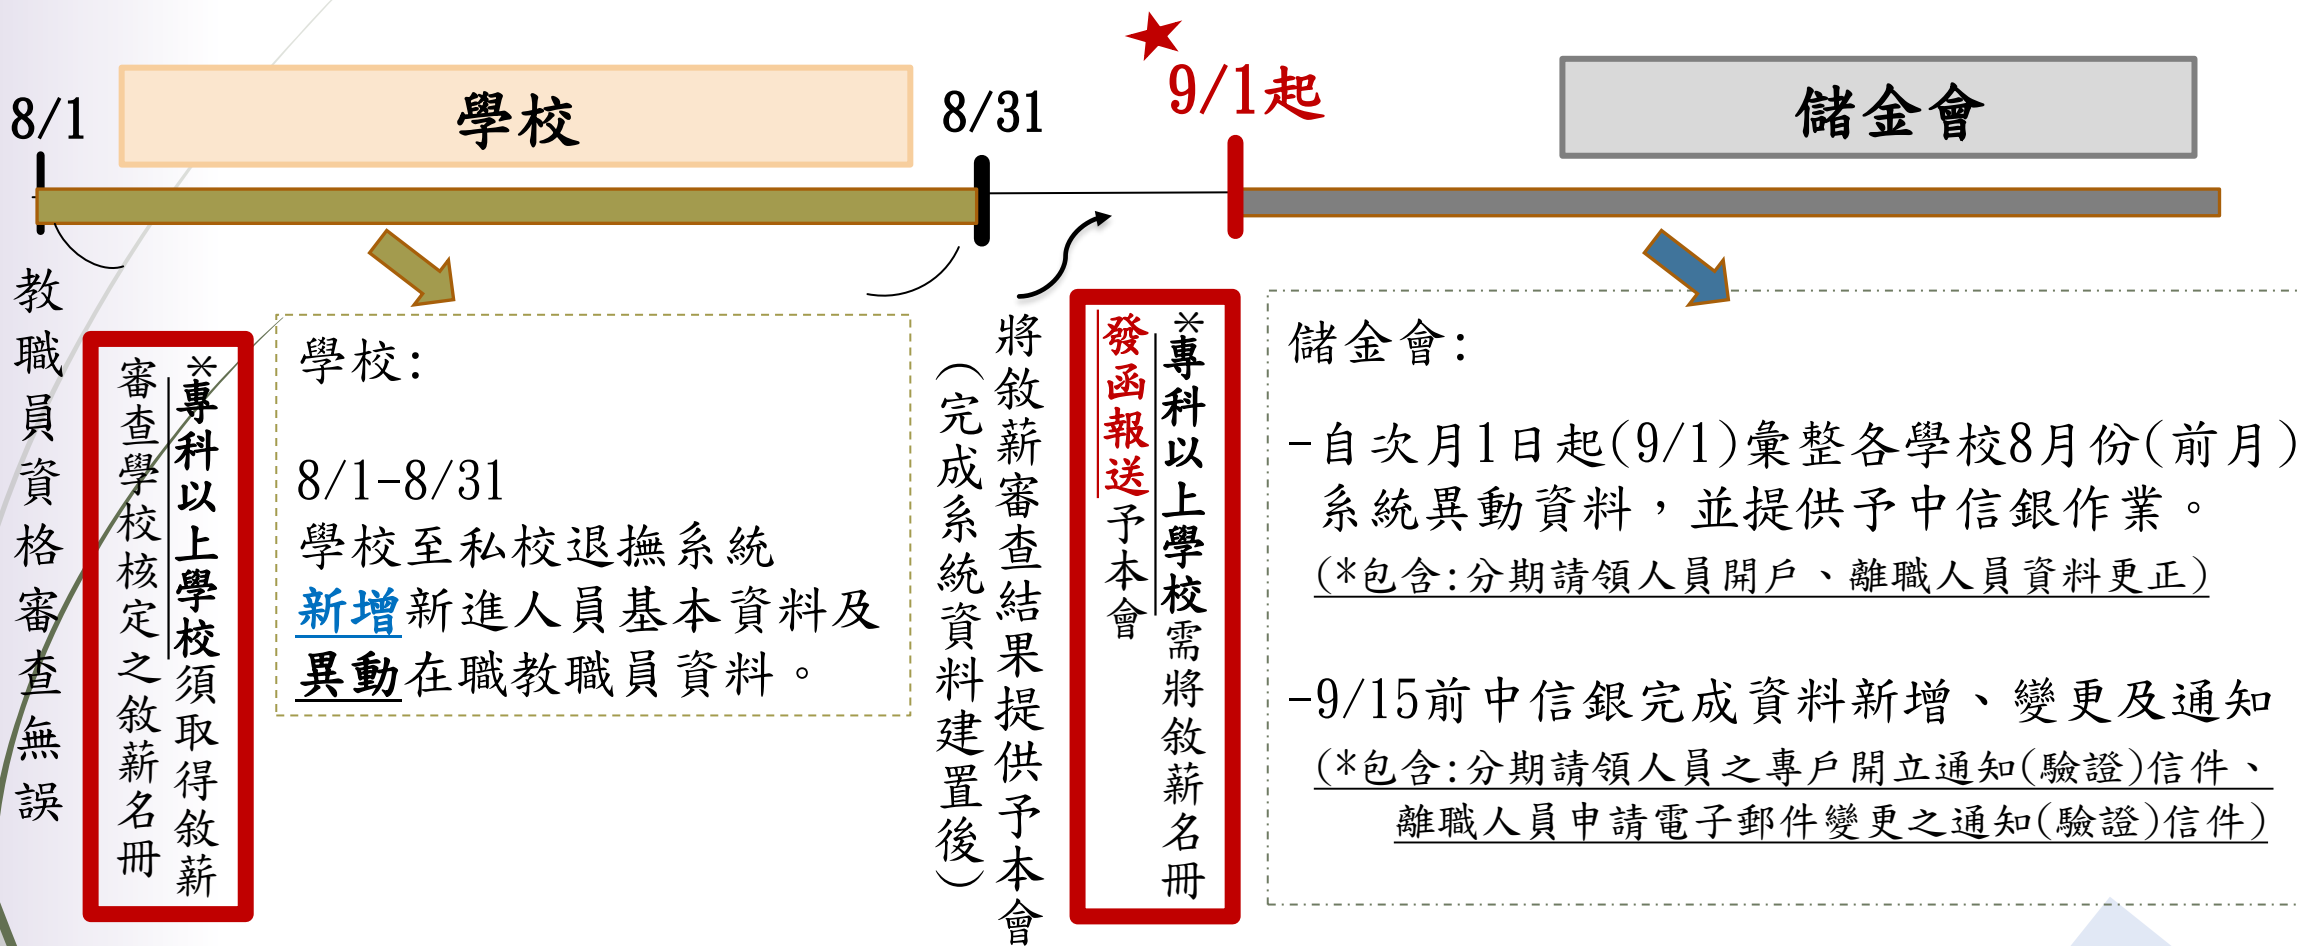 8/1
學校
8/31
9/1起
儲金會
教職員資格審查無誤
※專科以上學校須取得敘薪
審查學校核定之敘薪名冊
學校:
8/1-8/31
學校至私校退撫系統
新增新進人員基本資料及
異動在職教職員資料。
將敘薪審查結果提供予本會
(完成系統資料建置後)
※專科以上學校需將敘薪名冊
發函報送予本會
儲金會:
-自次月1日起(9/1)彙整各學校8月份(前月)
系統異動資料，並提供予中信銀作業。
(*包含:分期請領人員開戶、離職人員資料更正)
-9/15前中信銀完成資料新增、變更及通知
(*包含:分期請領人員之專戶開立通知(驗證)信件、
離職人員申請電子郵件變更之通知(驗證)信件)